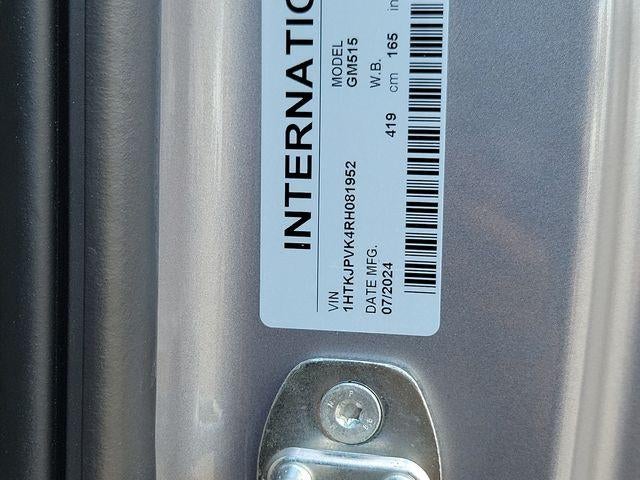 INTERNATIO
VIN
1HTKJPVK4RH081952
MODEL
GM515
DATE MFG.
07/2024
W.B.
419 cm 165 in